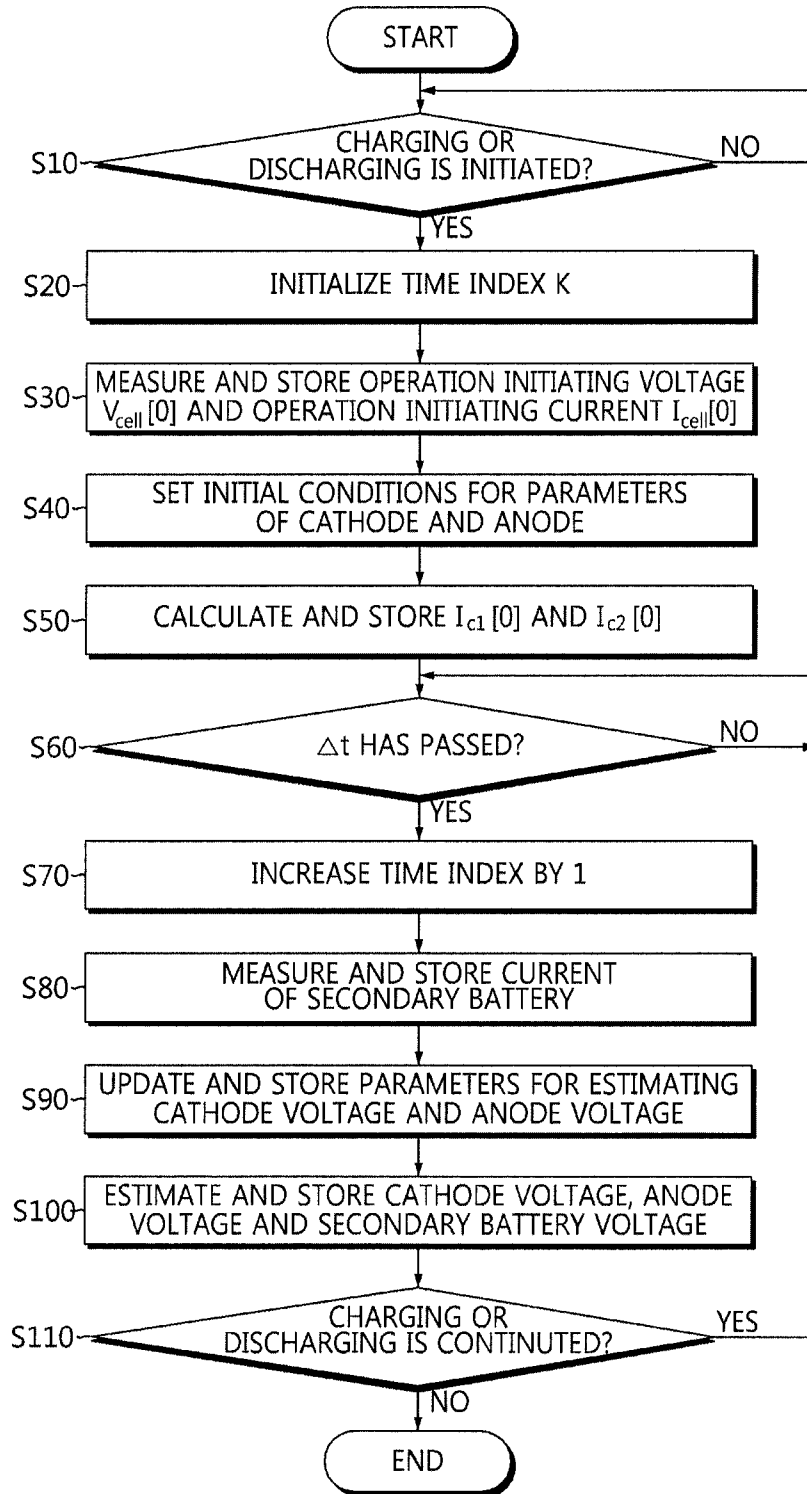 START
S10
CHARGING OR
DISCHARGING IS INITIATED?
NO
YES
S20
INITIALIZE TIME INDEX K
S30
MEASURE AND STORE OPERATION INITIATING VOLTAGE
Vcell [0] AND OPERATION INITIATING CURRENT Icell[0]
S40
SET INITIAL CONDITIONS FOR PARAMETERS
OF CATHODE AND ANODE
S50
CALCULATE AND STORE Ic1 [0] AND Ic2 [0]
S60
△t HAS PASSED?
NO
YES
S70
INCREASE TIME INDEX BY 1
S80
MEASURE AND STORE CURRENT
OF SECONDARY BATTERY
S90
UPDATE AND STORE PARAMETERS FOR ESTIMATING
CATHODE VOLTAGE AND ANODE VOLTAGE
S100
ESTIMATE AND STORE CATHODE VOLTAGE, ANODE
VOLTAGE AND SECONDARY BATTERY VOLTAGE
S110
CHARGING OR
DISCHARGING IS CONTINUTED?
YES
NO
END